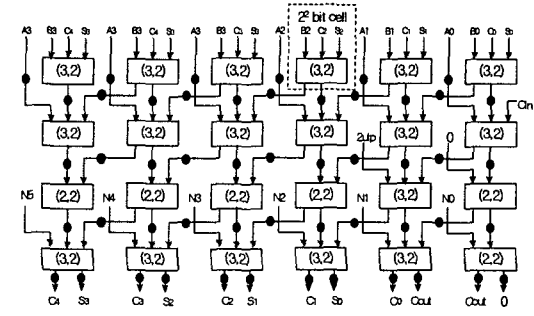 2² bit cell
A3 B3 C4 S3 A3 B3 C4 S3 A3 B3 C3 S3 A2 B2 C2 S2 A1 B1 C1 S1 A0 B0 C0 S0
(3,2) (3,2) (3,2) (3,2) (3,2) (3,2)
Cin
(3,2) (3,2) (3,2) (3,2) (3,2) (3,2)
2ulp 0
(2,2) (2,2) (2,2) (2,2) (3,2) (2,2)
N5 N4 N3 N2 N1 N0
(3,2) (3,2) (3,2) (3,2) (3,2) (2,2)
C4 S3 C3 S2 C2 S1 C1 S0 C0 Cout Cout 0